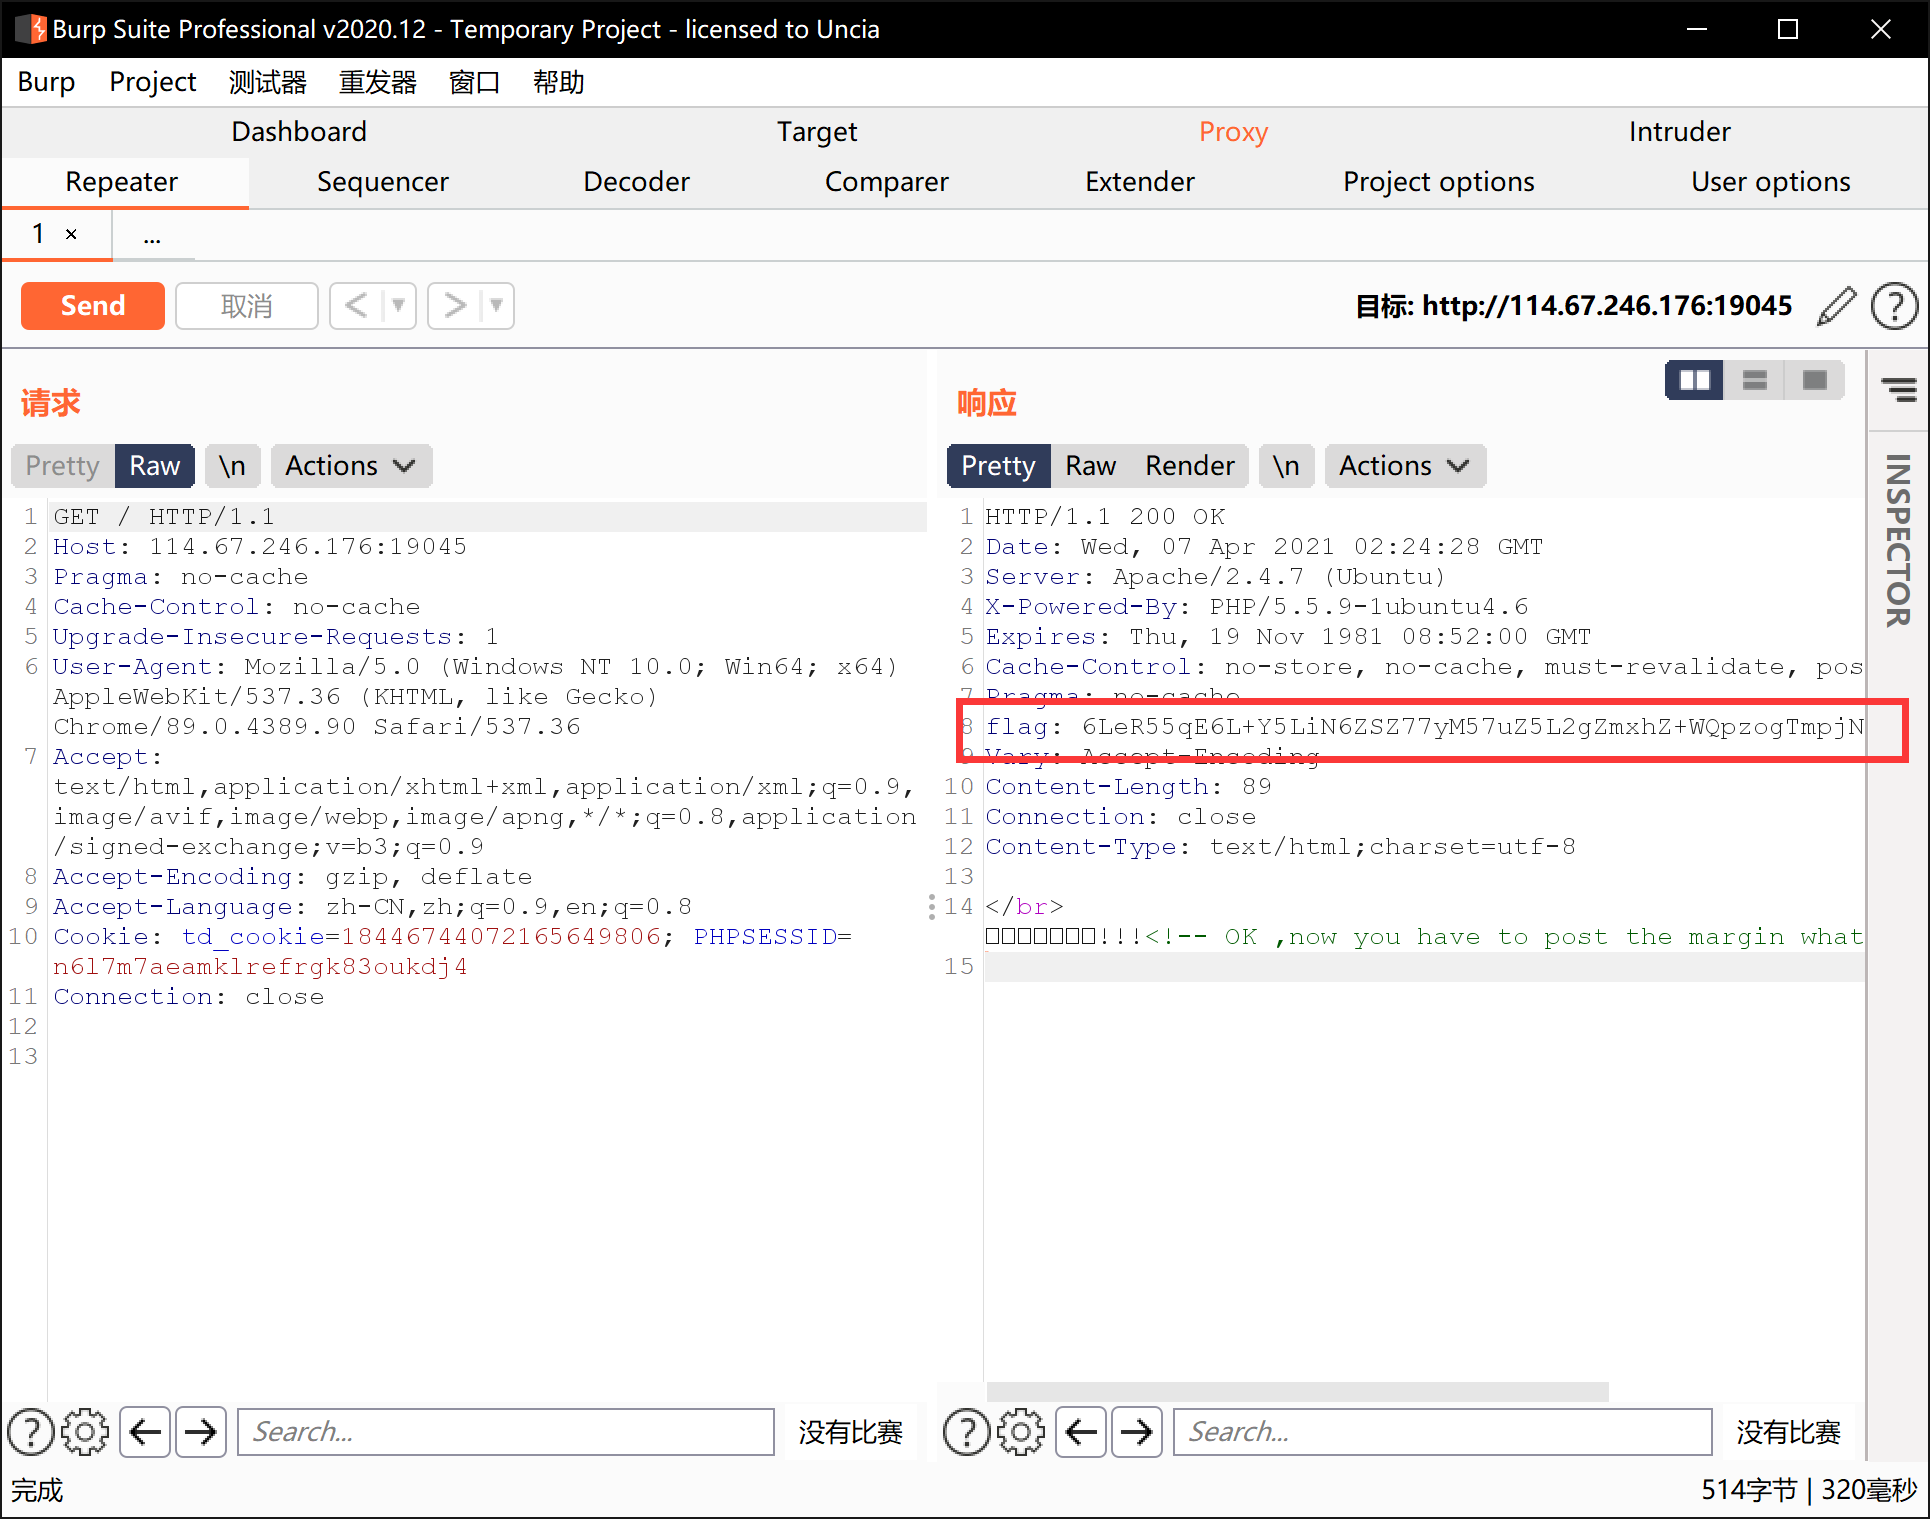 Burp Suite Professional v2020.12 - Temporary Project - licensed to Uncia
Burp Project 测试器 重发器 窗口 帮助
Dashboard Target Proxy Intruder
Repeater Sequencer Decoder Comparer Extender Project options User options
1 × ...
Send 取消 < > 目标: http://114.67.246.176:19045 ?
请求
Pretty Raw \n Actions
1 GET / HTTP/1.1
2 Host: 114.67.246.176:19045
3 Pragma: no-cache
4 Cache-Control: no-cache
5 Upgrade-Insecure-Requests: 1
6 User-Agent: Mozilla/5.0 (Windows NT 10.0; Win64; x64)
AppleWebKit/537.36 (KHTML, like Gecko)
Chrome/89.0.4389.90 Safari/537.36
7 Accept:
text/html,application/xhtml+xml,application/xml;q=0.9,
image/avif,image/webp,image/apng,*/*;q=0.8,application
/signed-exchange;v=b3;q=0.9
8 Accept-Encoding: gzip, deflate
9 Accept-Language: zh-CN,zh;q=0.9,en;q=0.8
10 Cookie: td_cookie=18446744072165649806; PHPSESSID=
n6l7m7aeamklrefrgk83oukdj4
11 Connection: close
12
13
? Search... 没有比赛
响应
Pretty Raw Render \n Actions
1 HTTP/1.1 200 OK
2 Date: Wed, 07 Apr 2021 02:24:28 GMT
3 Server: Apache/2.4.7 (Ubuntu)
4 X-Powered-By: PHP/5.5.9-1ubuntu4.6
5 Expires: Thu, 19 Nov 1981 08:52:00 GMT
6 Cache-Control: no-store, no-cache, must-revalidate, pos
7 Pragma: no-cache
8 flag: 6LeR55qE6L+Y5LiN6ZSZ77yM57uZ5L2gZmxhZ+WQpzogTmpjN
9 Vary: Accept-Encoding
10 Content-Length: 89
11 Connection: close
12 Content-Type: text/html;charset=utf-8
13
14 </br>
□□□□□□□!!!<!-- OK ,now you have to post the margin what
15
? Search... 没有比赛
INSPECTOR
完成 514字节 | 320毫秒